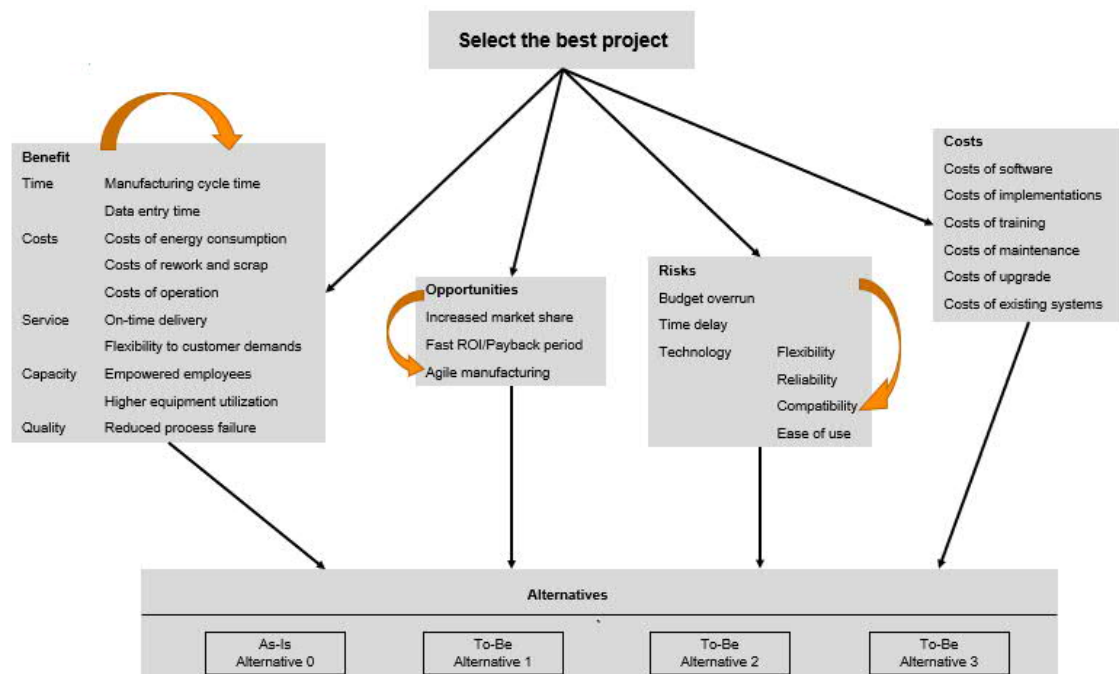 Select the best project
Benefit
Time Manufacturing cycle time
Data entry time
Costs Costs of energy consumption
Costs of rework and scrap
Costs of operation
Service On-time delivery
Flexibility to customer demands
Capacity Empowered employees
Higher equipment utilization
Quality Reduced process failure
Opportunities
Increased market share
Fast ROI/Payback period
Agile manufacturing
Risks
Budget overrun
Time delay
Technology Flexibility
Reliability
Compatibility
Ease of use
Costs
Costs of software
Costs of implementations
Costs of training
Costs of maintenance
Costs of upgrade
Costs of existing systems
Alternatives
As-Is
Alternative 0
To-Be
Alternative 1
To-Be
Alternative 2
To-Be
Alternative 3